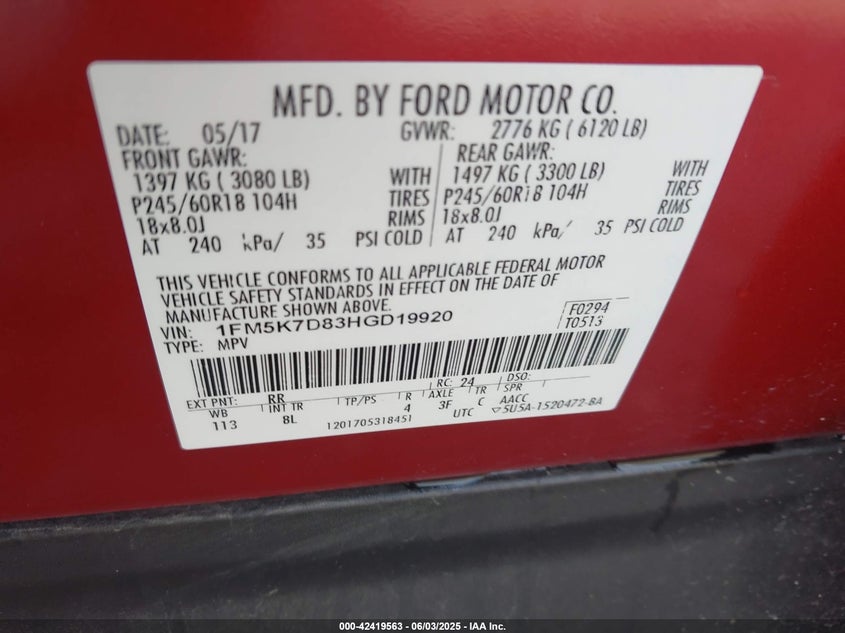 MFD. BY FORD MOTOR CO.
DATE: 05/17 GVWR: 2776 KG ( 6120 LB)
FRONT GAWR: REAR GAWR:
1397 KG ( 3080 LB) WITH 1497 KG ( 3300 LB) WITH
P245/60R18 104H TIRES P245/60R18 104H TIRES
18x8.0J RIMS 18x8.0J RIMS
AT 240 kPa/ 35 PSI COLD AT 240 kPa/ 35 PSI COLD
THIS VEHICLE CONFORMS TO ALL APPLICABLE FEDERAL MOTOR
VEHICLE SAFETY STANDARDS IN EFFECT ON THE DATE OF
MANUFACTURE SHOWN ABOVE.
VIN: 1FM5K7D83HGD19920 F0294
TYPE: MPV T0513
EXT PNT: RR RC: 24 DSO:
WB INT TR TP/PS R AXLE TR SPR
113 8L 4 3F C AACC
1201705318451 UTC ▽5U5A-1520472-BA
000-42419563 - 06/03/2025 - IAA Inc.